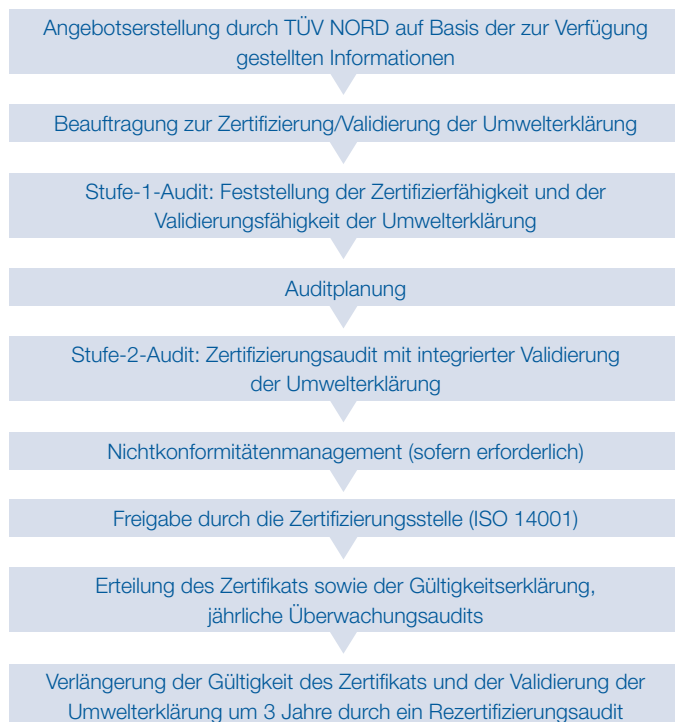 Angebotserstellung durch TÜV NORD auf Basis der zur Verfügung
gestellten Informationen
Beauftragung zur Zertifizierung/Validierung der Umwelterklärung
Stufe-1-Audit: Feststellung der Zertifizierfähigkeit und der
Validierungsfähigkeit der Umwelterklärung
Auditplanung
Stufe-2-Audit: Zertifizierungsaudit mit integrierter Validierung
der Umwelterklärung
Nichtkonformitätenmanagement (sofern erforderlich)
Freigabe durch die Zertifizierungsstelle (ISO 14001)
Erteilung des Zertifikats sowie der Gültigkeitserklärung,
jährliche Überwachungsaudits
Verlängerung der Gültigkeit des Zertifikats und der Validierung der
Umwelterklärung um 3 Jahre durch ein Rezertifizierungsaudit